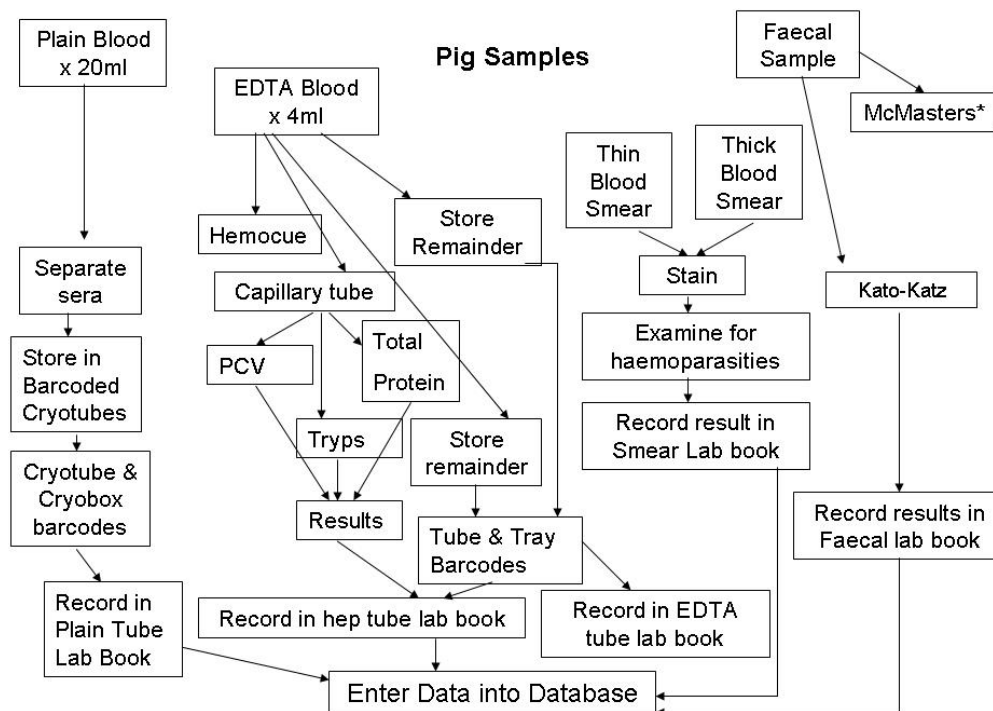 Pig Samples
Plain Blood
x 20ml
Separate
sera
Store in
Barcoded
Cryotubes
Cryotube &
Cryobox
barcodes
Record in
Plain Tube
Lab Book
EDTA Blood
x 4ml
Hemocue
Capillary tube
PCV
Total
Protein
Tryps
Results
Store
Remainder
Store
remainder
Tube & Tray
Barcodes
Record in hep tube lab book
Record in EDTA
tube lab book
Thin
Blood
Smear
Thick
Blood
Smear
Stain
Examine for
haemoparasities
Record result in
Smear Lab book
Faecal
Sample
McMasters*
Kato-Katz
Record results in
Faecal lab book
Enter Data into Database